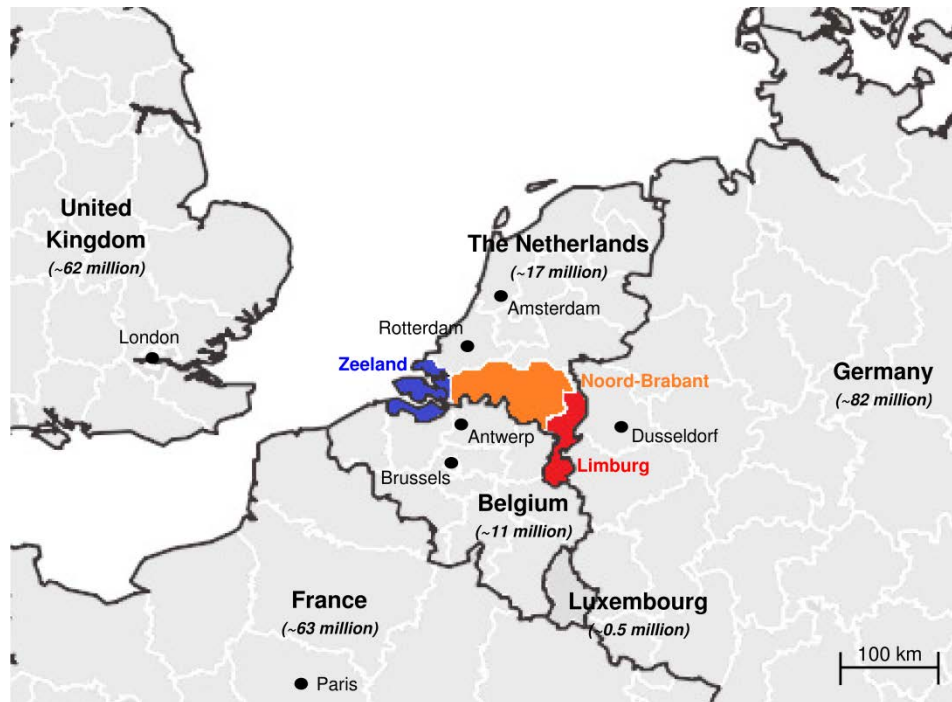 United
Kingdom
(~62 million)
The Netherlands
(~17 million)
Amsterdam
Rotterdam
London
Zeeland
Noord-Brabant
Germany
(~82 million)
Antwerp
Dusseldorf
Brussels
Limburg
Belgium
(~11 million)
France
(~63 million)
Luxembourg
(~0.5 million)
100 km
Paris